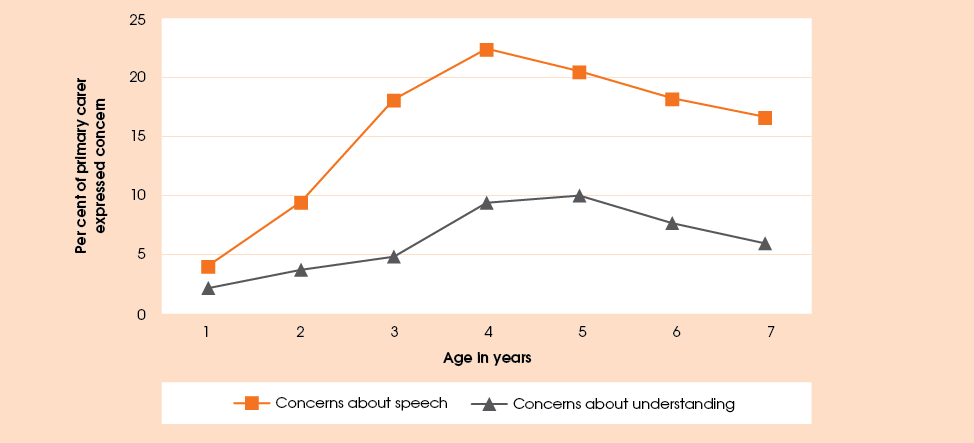 25
20
15
10
5
0
Per cent of primary carer
expressed concern
1 2 3 4 5 6 7
Age in years
Concerns about speech Concerns about understanding